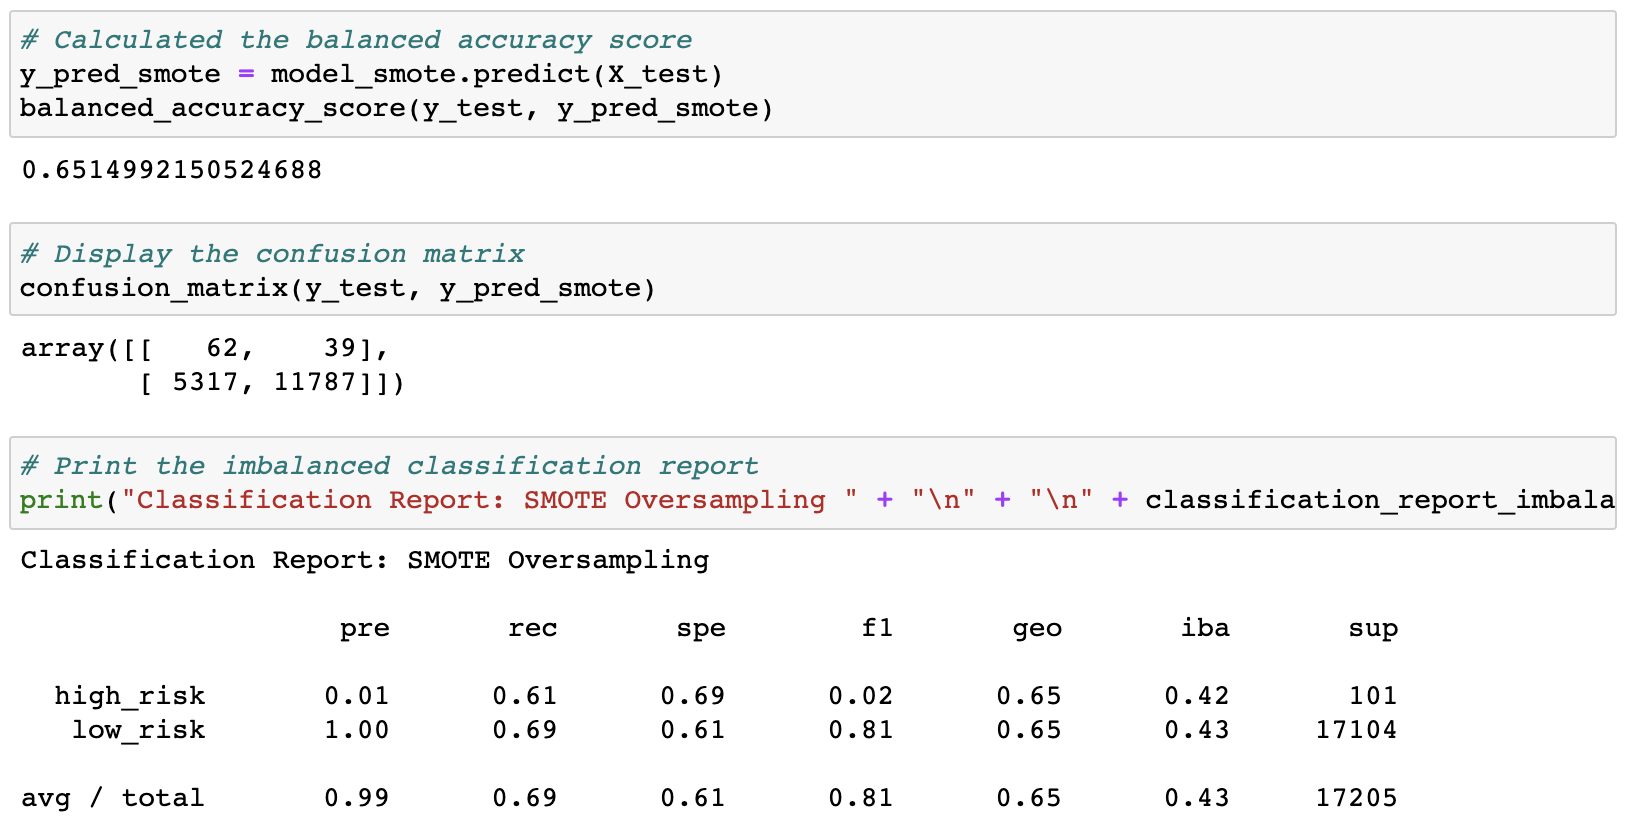 # Calculated the balanced accuracy score
y_pred_smote = model_smote.predict(X_test)
balanced_accuracy_score(y_test, y_pred_smote)
0.6514992150524688
# Display the confusion matrix
confusion_matrix(y_test, y_pred_smote)
array([[   62,    39],
       [ 5317, 11787]])
# Print the imbalanced classification report
print("Classification Report: SMOTE Oversampling " + "\n" + "\n" + classification_report_imbala
Classification Report: SMOTE Oversampling
                   pre       rec       spe        f1       geo       iba       sup
  high_risk       0.01      0.61      0.69      0.02      0.65      0.42       101
   low_risk       1.00      0.69      0.61      0.81      0.65      0.43     17104
avg / total       0.99      0.69      0.61      0.81      0.65      0.43     17205